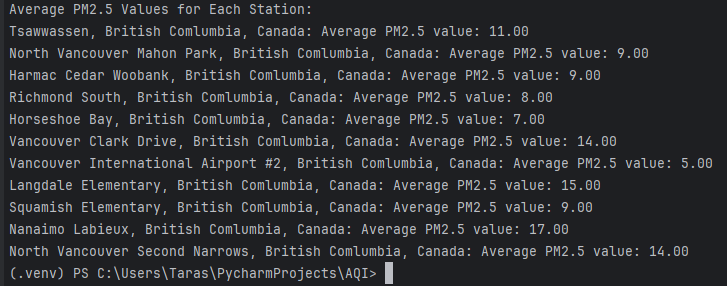 Average PM2.5 Values for Each Station:
Tsawwassen, British Comlumbia, Canada: Average PM2.5 value: 11.00
North Vancouver Mahon Park, British Comlumbia, Canada: Average PM2.5 value: 9.00
Harmac Cedar Woobank, British Comlumbia, Canada: Average PM2.5 value: 9.00
Richmond South, British Comlumbia, Canada: Average PM2.5 value: 8.00
Horseshoe Bay, British Comlumbia, Canada: Average PM2.5 value: 7.00
Vancouver Clark Drive, British Comlumbia, Canada: Average PM2.5 value: 14.00
Vancouver International Airport #2, British Comlumbia, Canada: Average PM2.5 value: 5.00
Langdale Elementary, British Comlumbia, Canada: Average PM2.5 value: 15.00
Squamish Elementary, British Comlumbia, Canada: Average PM2.5 value: 9.00
Nanaimo Labieux, British Comlumbia, Canada: Average PM2.5 value: 17.00
North Vancouver Second Narrows, British Comlumbia, Canada: Average PM2.5 value: 14.00
(.venv) PS C:\Users\Taras\PycharmProjects\AQI>